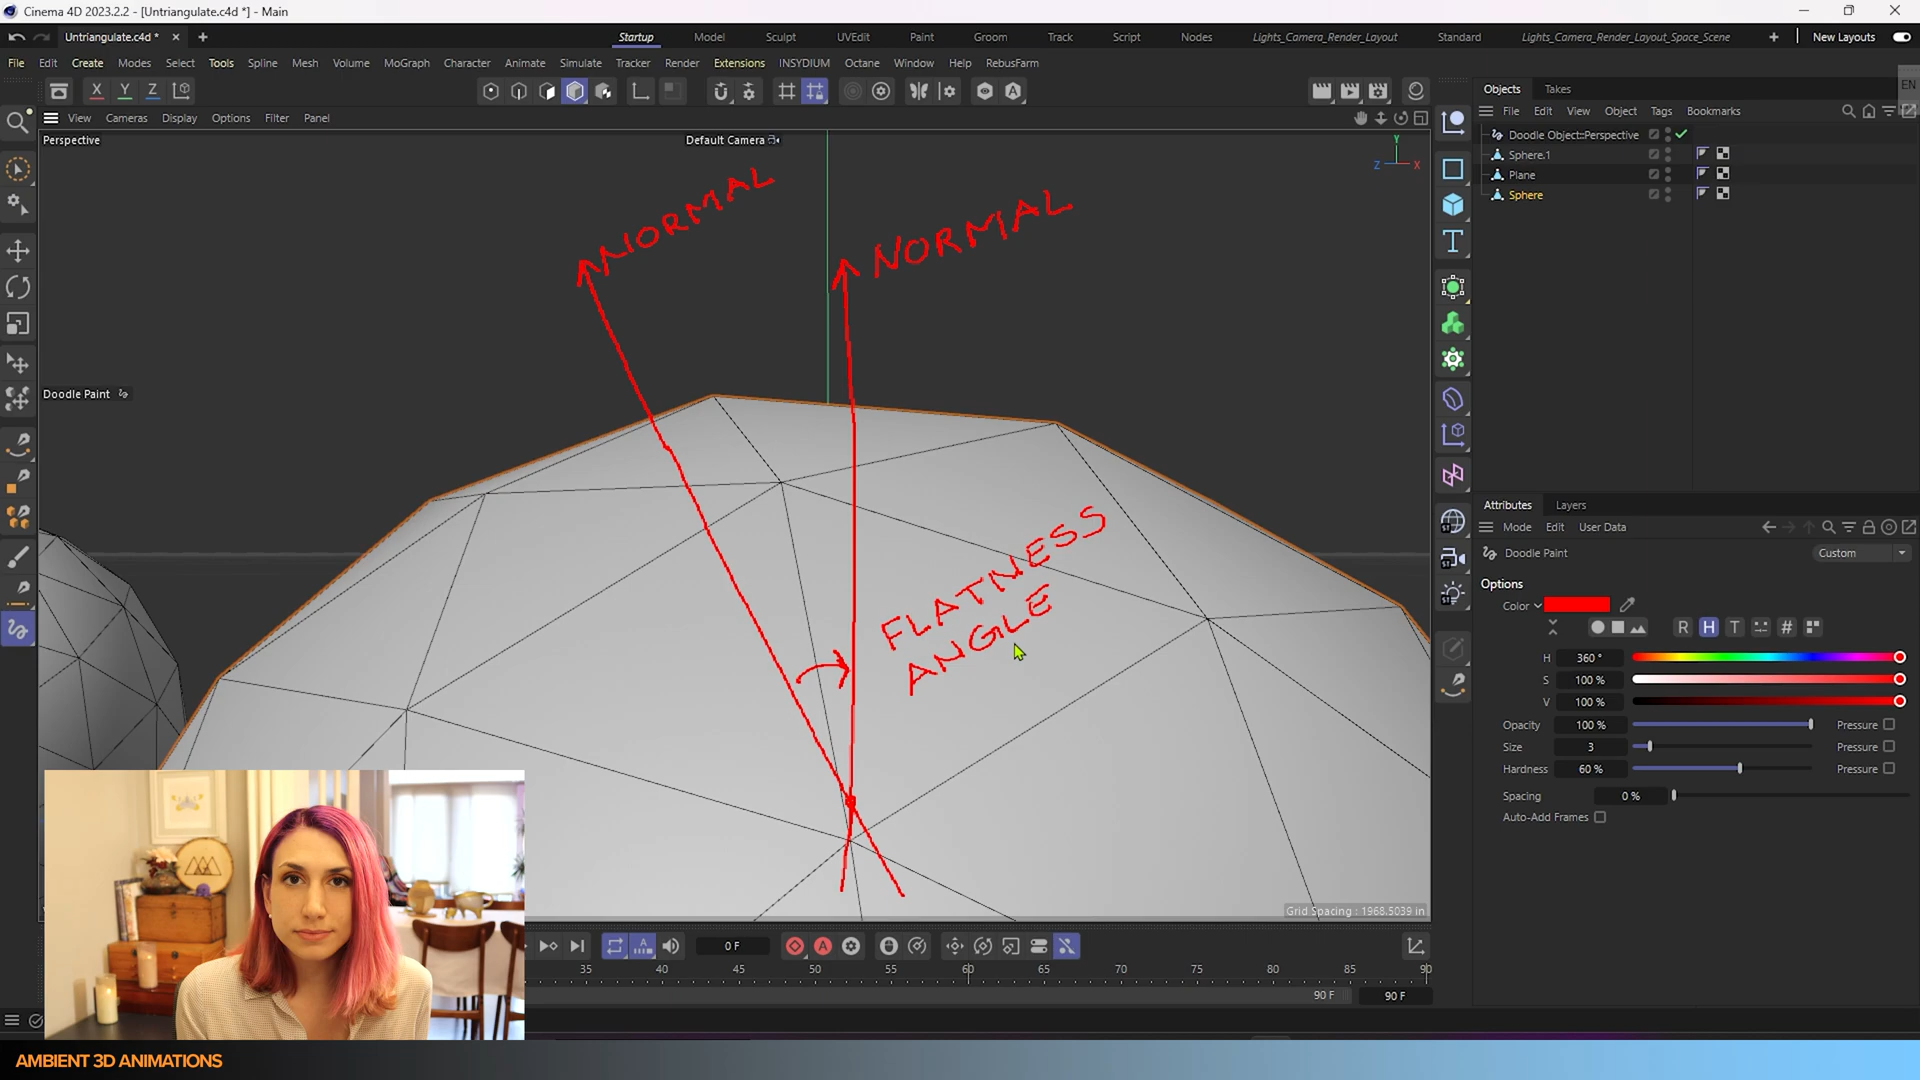 Cinema 4D 2023.2.2 - [Untriangulate.c4d *] - Main
Untriangulate.c4d *
Startup Model Sculpt UVEdit Paint Groom Track Script Nodes Lights_Camera_Render_Layout Standard Lights_Camera_Render_Layout_Space_Scene New Layouts
File Edit Create Modes Select Tools Spline Mesh Volume MoGraph Character Animate Simulate Tracker Render Extensions INSYDIUM Octane Window Help RebusFarm
X Y Z
EN
View Cameras Display Options Filter Panel
Perspective
Default Camera
Y
Z X
NORMAL
NORMAL
Doodle Paint
FLATNESS
ANGLE
Grid Spacing : 1968.5039 in
0 F
35 40 45 50 55 60 65 70 75 80 85 90
90 F 90 F
Objects Takes
File Edit View Object Tags Bookmarks
Doodle Object::Perspective
Sphere.1
Plane
Sphere
Attributes Layers
Mode Edit User Data
Doodle Paint Custom
Options
Color
R H T #
H 360 °
S 100 %
V 100 %
Opacity 100 % Pressure
Size 3 Pressure
Hardness 60 % Pressure
Spacing 0 %
Auto-Add Frames
AMBIENT 3D ANIMATIONS